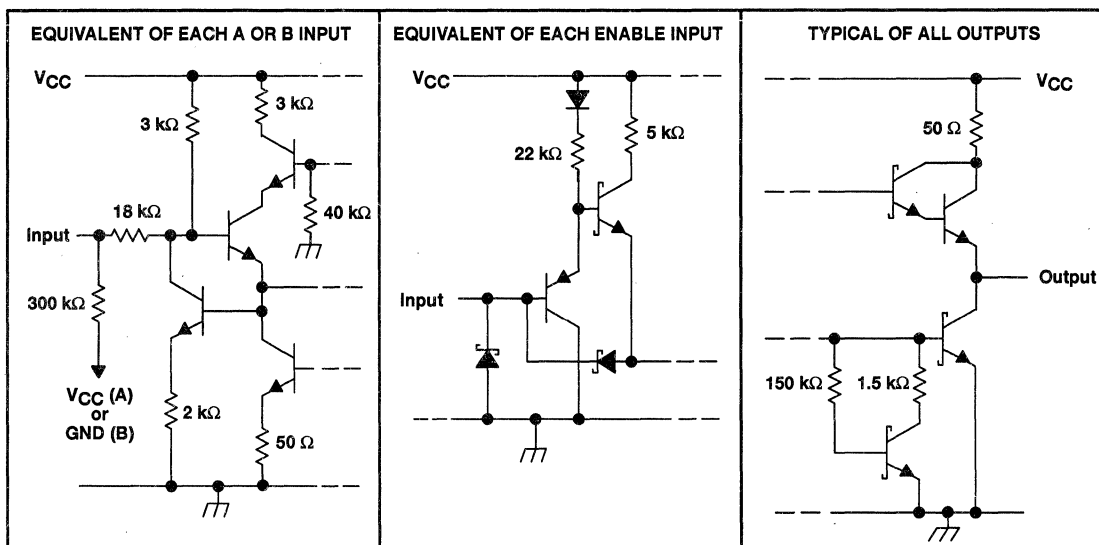 EQUIVALENT OF EACH A OR B INPUT
VCC
3 kΩ
3 kΩ
18 kΩ
Input
40 kΩ
300 kΩ
VCC (A)
or
GND (B)
2 kΩ
50 Ω
EQUIVALENT OF EACH ENABLE INPUT
VCC
22 kΩ
5 kΩ
Input
TYPICAL OF ALL OUTPUTS
VCC
50 Ω
Output
150 kΩ
1.5 kΩ